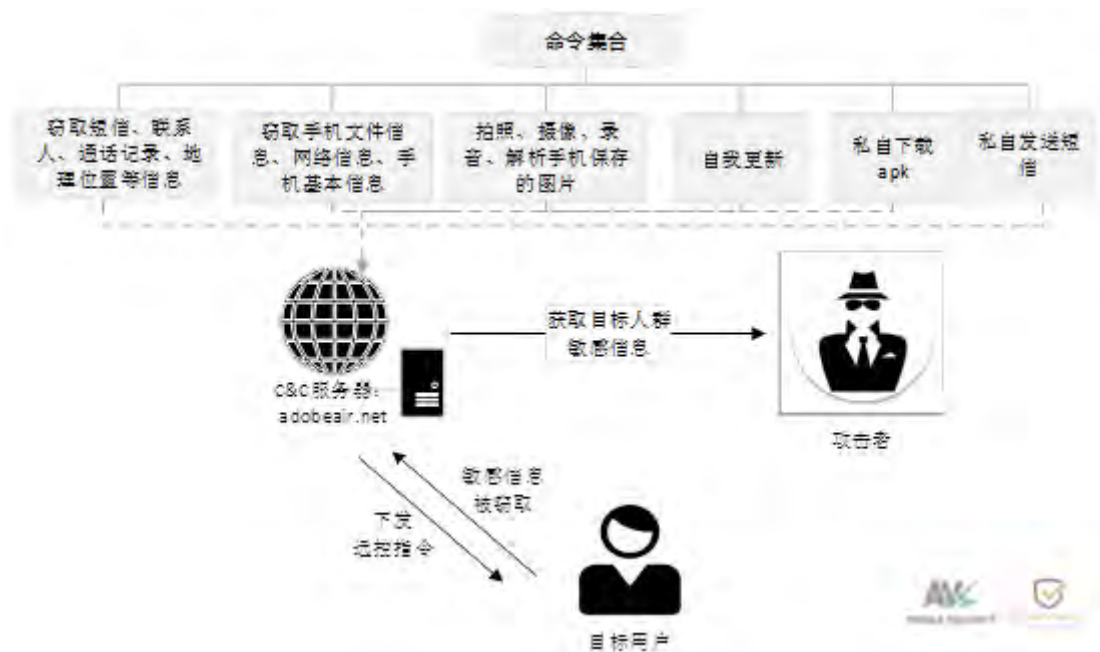 命令集合
窃取短信、联系
人、通话记录、地
理位置等信息
窃取手机文件信
息、网络信息、手
机基本信息
拍照、摄像、录
音、解析手机保存
的图片
自我更新
私自下载
apk
私自发送短
信
获取目标人群
敏感信息
C&C服务器：
adobeair.net
攻击者
敏感信息
被窃取
下发
远控指令
目标用户